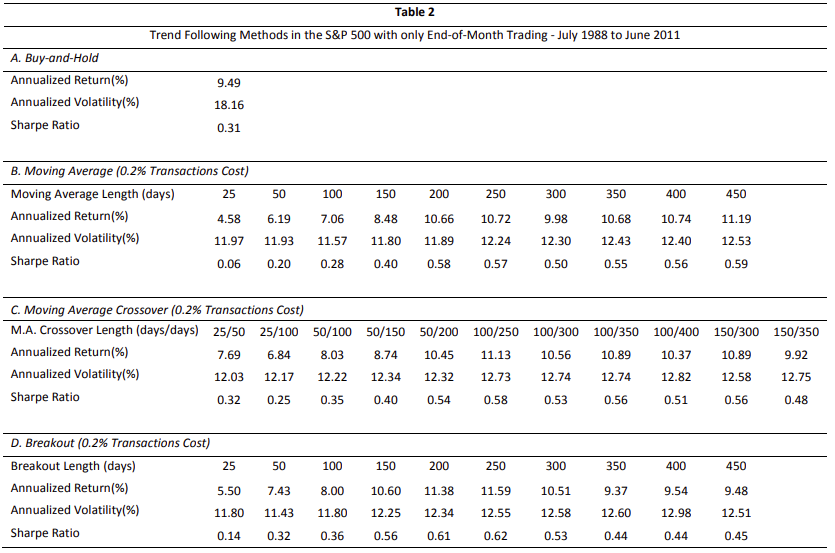 Table 2
Trend Following Methods in the S&P 500 with only End-of-Month Trading - July 1988 to June 2011
A. Buy-and-Hold
Annualized Return(%) 9.49
Annualized Volatility(%) 18.16
Sharpe Ratio 0.31
B. Moving Average (0.2% Transactions Cost)
Moving Average Length (days) 25 50 100 150 200 250 300 350 400 450
Annualized Return(%) 4.58 6.19 7.06 8.48 10.66 10.72 9.98 10.68 10.74 11.19
Annualized Volatility(%) 11.97 11.93 11.57 11.80 11.89 12.24 12.30 12.43 12.40 12.53
Sharpe Ratio 0.06 0.20 0.28 0.40 0.58 0.57 0.50 0.55 0.56 0.59
C. Moving Average Crossover (0.2% Transactions Cost)
M.A. Crossover Length (days/days) 25/50 25/100 50/100 50/150 50/200 100/250 100/300 100/350 100/400 150/300 150/350
Annualized Return(%) 7.69 6.84 8.03 8.74 10.45 11.13 10.56 10.89 10.37 10.89 9.92
Annualized Volatility(%) 12.03 12.17 12.22 12.34 12.32 12.73 12.74 12.74 12.82 12.58 12.75
Sharpe Ratio 0.32 0.25 0.35 0.40 0.54 0.58 0.53 0.56 0.51 0.56 0.48
D. Breakout (0.2% Transactions Cost)
Breakout Length (days) 25 50 100 150 200 250 300 350 400 450
Annualized Return(%) 5.50 7.43 8.00 10.60 11.38 11.59 10.51 9.37 9.54 9.48
Annualized Volatility(%) 11.80 11.43 11.80 12.25 12.34 12.55 12.58 12.60 12.98 12.51
Sharpe Ratio 0.14 0.32 0.36 0.56 0.61 0.62 0.53 0.44 0.44 0.45